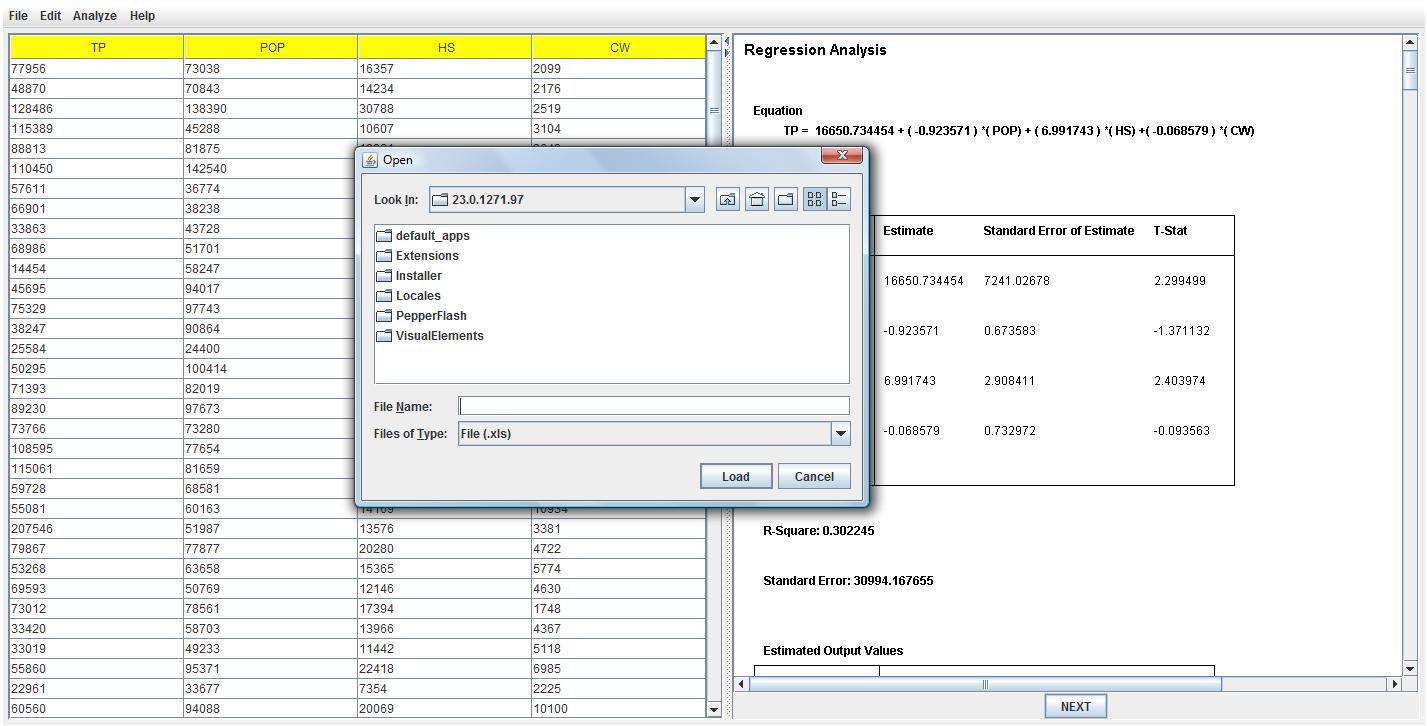 File Edit Analyze Help
TP POP HS CW
77956 73038 16357 2099
48870 70843 14234 2176
128486 138390 30788 2519
115389 45288 10607 3104
88813 81875
110450 142540
57611 36774
66901 38238
33863 43728
68986 51701
14454 58247
45695 94017
75329 97743
38247 90864
25584 24400
50295 100414
71393 82019
89230 97673
73766 73280
108595 77654
115061 81659
59728 68581
55081 60163 14169 10934
207546 51987 13576 3381
79867 77877 20280 4722
53268 63658 15365 5774
69593 50769 12146 4630
73012 78561 17394 1748
33420 58703 13966 4367
33019 49233 11442 5118
55860 95371 22418 6985
22961 33677 7354 2225
60560 94088 20069 10100
Open
Look In: 23.0.1271.97
default_apps
Extensions
Installer
Locales
PepperFlash
VisualElements
File Name:
Files of Type: File (.xls)
Load Cancel
Regression Analysis
Equation
TP = 16650.734454 + ( -0.923571 ) *( POP) + ( 6.991743 ) *( HS) +( -0.068579 ) *( CW)
Estimate Standard Error of Estimate T-Stat
16650.734454 7241.02678 2.299499
-0.923571 0.673583 -1.371132
6.991743 2.908411 2.403974
-0.068579 0.732972 -0.093563
R-Square: 0.302245
Standard Error: 30994.167655
Estimated Output Values
NEXT